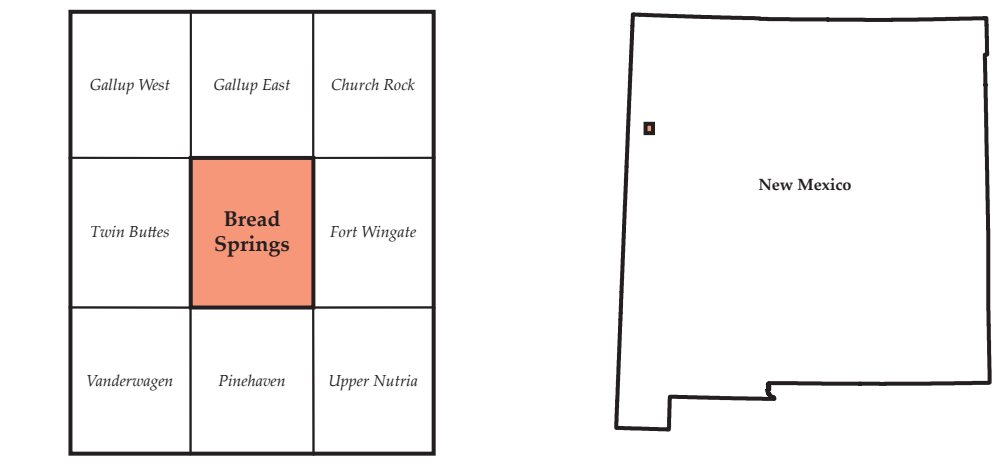 Gallup West
Gallup East
Church Rock
Twin Buttes
Bread
Springs
Fort Wingate
Vanderwagen
Pinehaven
Upper Nutria
New Mexico